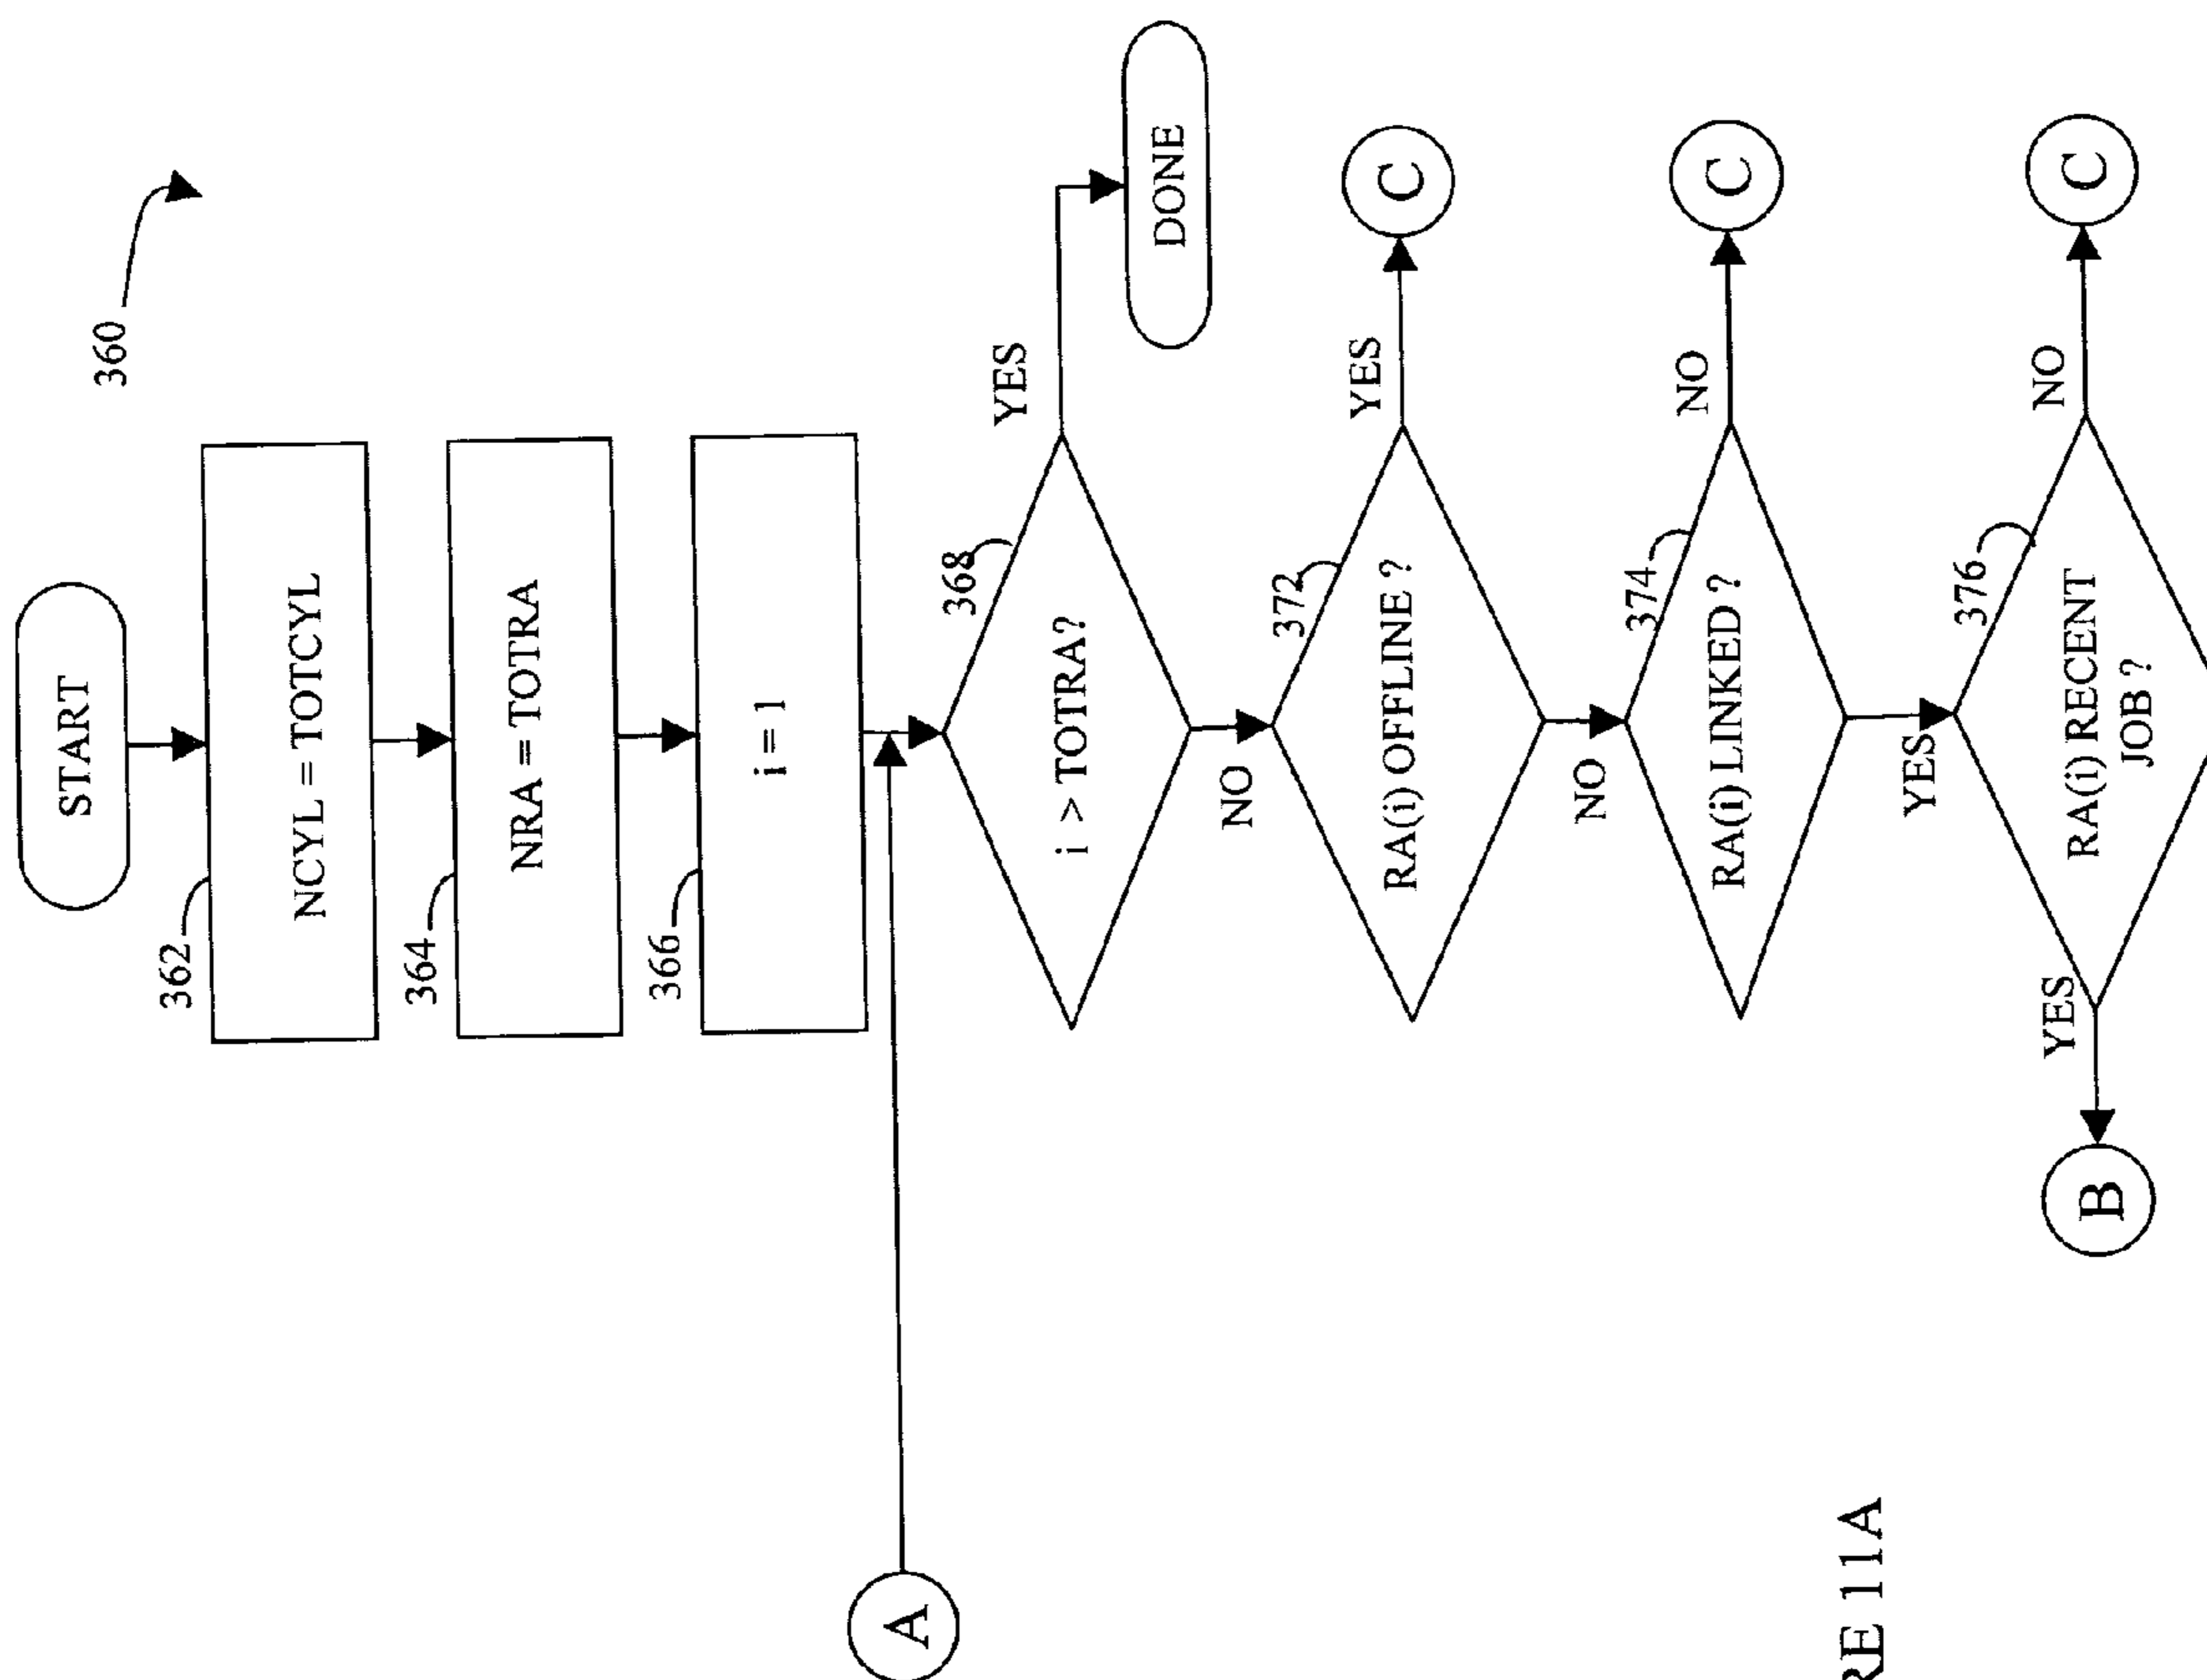 360
START
362
NCYL = TOTCYL
364
NRA = TOTRA
366
i = 1
A
368
i > TOTRA?
YES
DONE
NO
372
RA(i) OFFLINE ?
YES
C
NO
374
RA(i) LINKED ?
NO
C
YES
376
RA(i) RECENT
JOB ?
NO
C
YES
B
RE 11A